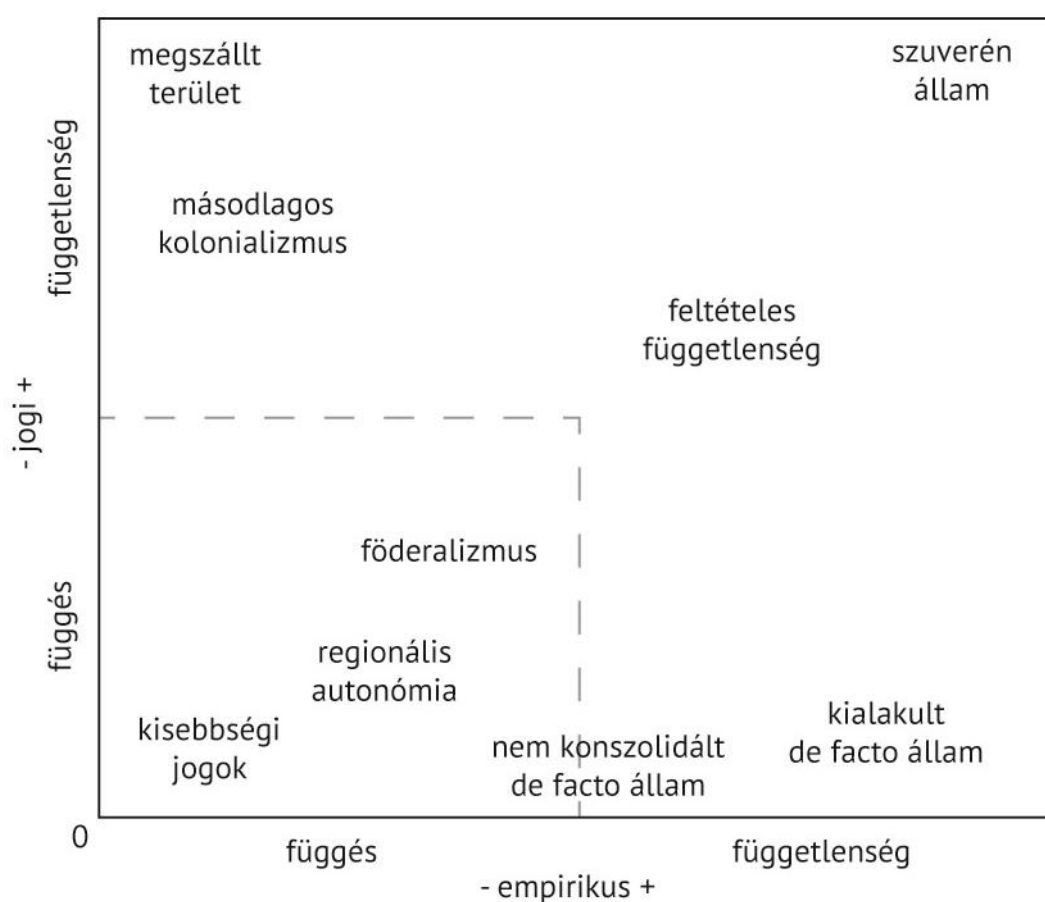 megszállt
terület
szuverén
állam
másodlagos
kolonializmus
feltételes
függetlenség
föderalizmus
regionális
autonómia
kisebbségi
jogok
nem konszolidált
de facto állam
kialakult
de facto állam
függetlenség
- jogi +
függés
0
függés
függetlenség
- empirikus +